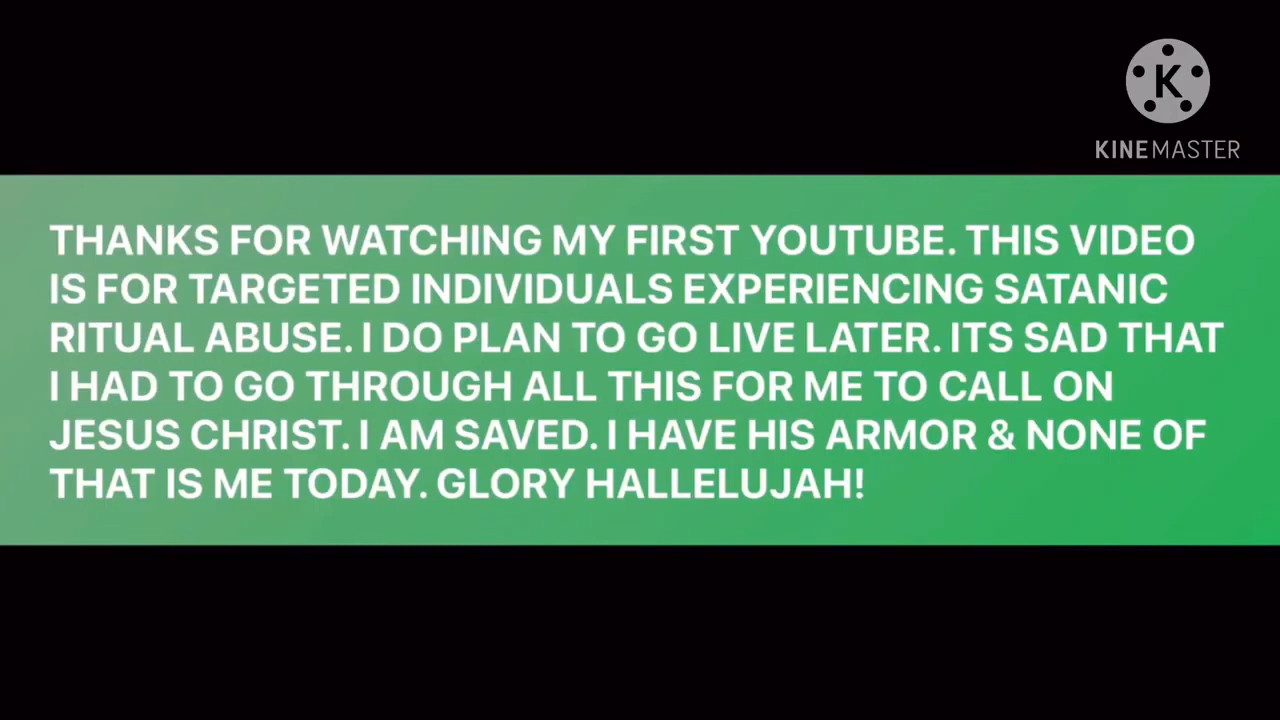 K
KINEMASTER
THANKS FOR WATCHING MY FIRST YOUTUBE. THIS VIDEO
IS FOR TARGETED INDIVIDUALS EXPERIENCING SATANIC
RITUAL ABUSE. I DO PLAN TO GO LIVE LATER. ITS SAD THAT
I HAD TO GO THROUGH ALL THIS FOR ME TO CALL ON
JESUS CHRIST. I AM SAVED. I HAVE HIS ARMOR & NONE OF
THAT IS ME TODAY. GLORY HALLELUJAH!